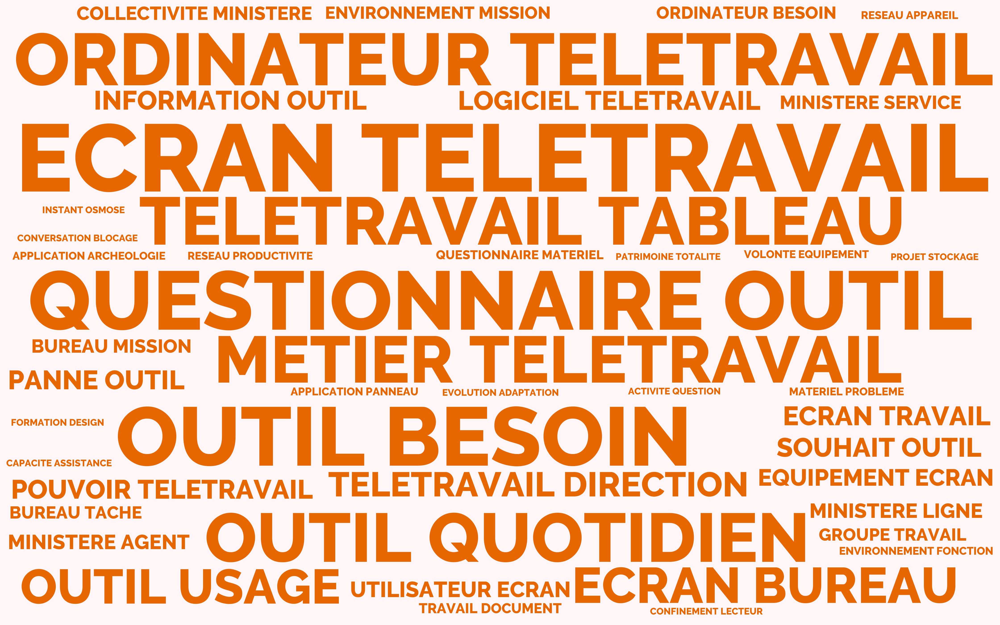 COLLECTIVITE MINISTERE ENVIRONNEMENT MISSION ORDINATEUR BESOIN RESEAU APPAREIL
ORDINATEUR TELETRAVAIL
INFORMATION OUTIL LOGICIEL TELETRAVAIL MINISTERE SERVICE
ECRAN TELETRAVAIL
INSTANT OSMOSE
TELETRAVAIL TABLEAU
CONVERSATION BLOCAGE
APPLICATION ARCHEOLOGIE RESEAU PRODUCTIVITE QUESTIONNAIRE MATERIEL PATRIMOINE TOTALITE VOLONTE EQUIPEMENT PROJET STOCKAGE
QUESTIONNAIRE OUTIL
BUREAU MISSION
METIER TELETRAVAIL
PANNE OUTIL
APPLICATION PANNEAU EVOLUTION ADAPTATION ACTIVITE QUESTION MATERIEL PROBLEME
FORMATION DESIGN
OUTIL BESOIN
ECRAN TRAVAIL
SOUHAIT OUTIL
CAPACITE ASSISTANCE
POUVOIR TELETRAVAIL TELETRAVAIL DIRECTION EQUIPEMENT ECRAN
BUREAU TACHE
OUTIL QUOTIDIEN
MINISTERE LIGNE
MINISTERE AGENT
GROUPE TRAVAIL
ENVIRONNEMENT FONCTION
OUTIL USAGE UTILISATEUR ECRAN ECRAN BUREAU
TRAVAIL DOCUMENT CONFINEMENT LECTEUR